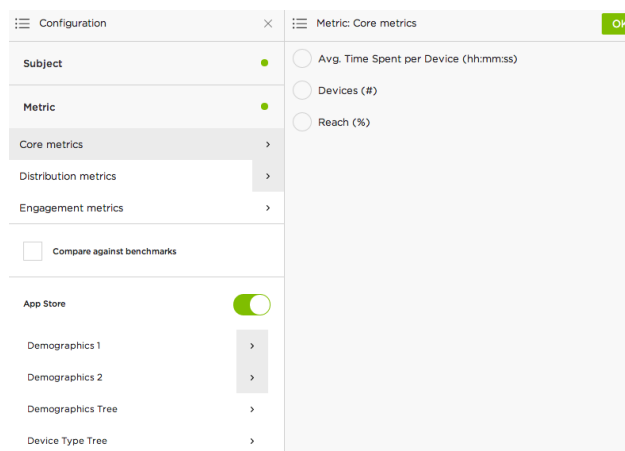 Configuration
Subject
Metric
Core metrics
Distribution metrics
Engagement metrics
Compare against benchmarks
App Store
Demographics 1
Demographics 2
Demographics Tree
Device Type Tree
Metric: Core metrics
OK
Avg. Time Spent per Device (hh:mm:ss)
Devices (#)
Reach (%)